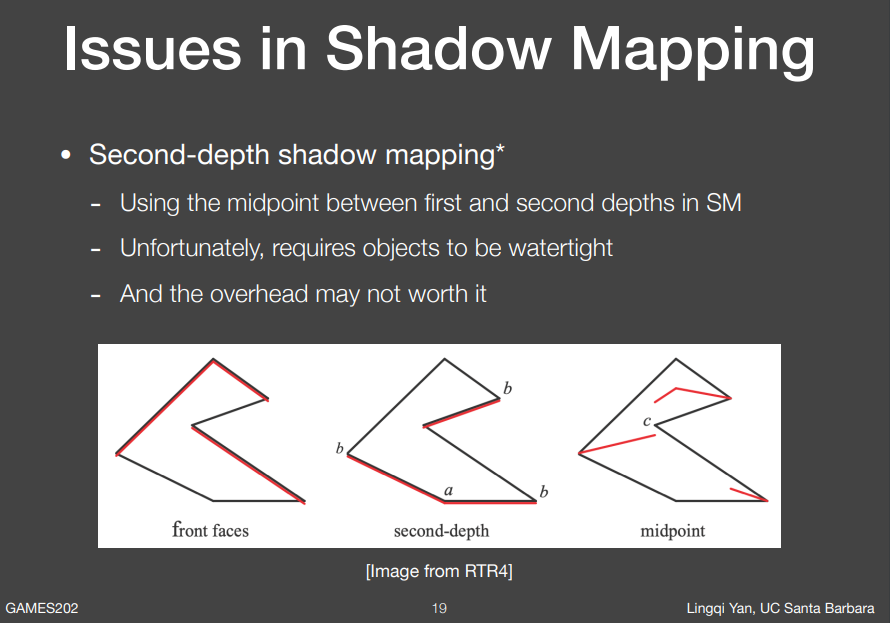 Issues in Shadow Mapping
• Second-depth shadow mapping*
- Using the midpoint between first and second depths in SM
- Unfortunately, requires objects to be watertight
- And the overhead may not worth it
b
b
a
b
c
front faces
second-depth
midpoint
[Image from RTR4]
GAMES202
19
Lingqi Yan, UC Santa Barbara